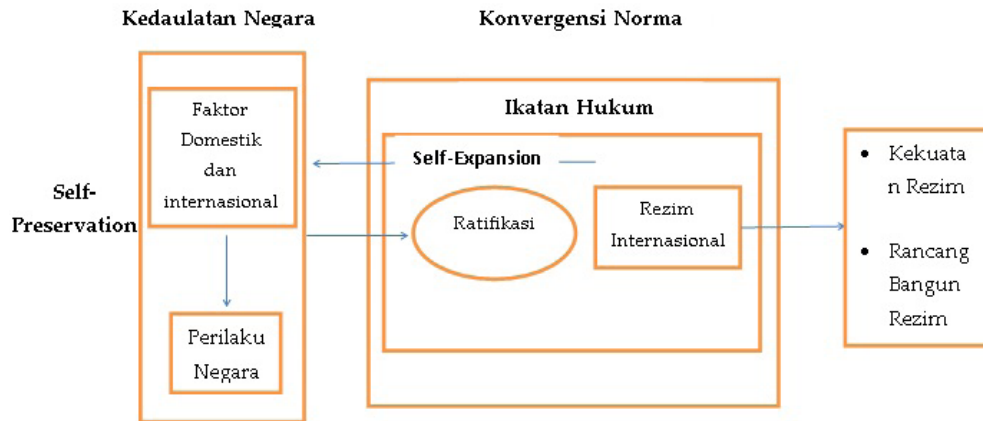 Kedaulatan Negara
Konvergensi Norma
Faktor
Domestik
dan
internasional
Self-
Preservation
Perilaku
Negara
Ikatan Hukum
Self-Expansion
Ratifikasi
Rezim
Internasional
• Kekuata
n Rezim
• Rancang
Bangun
Rezim